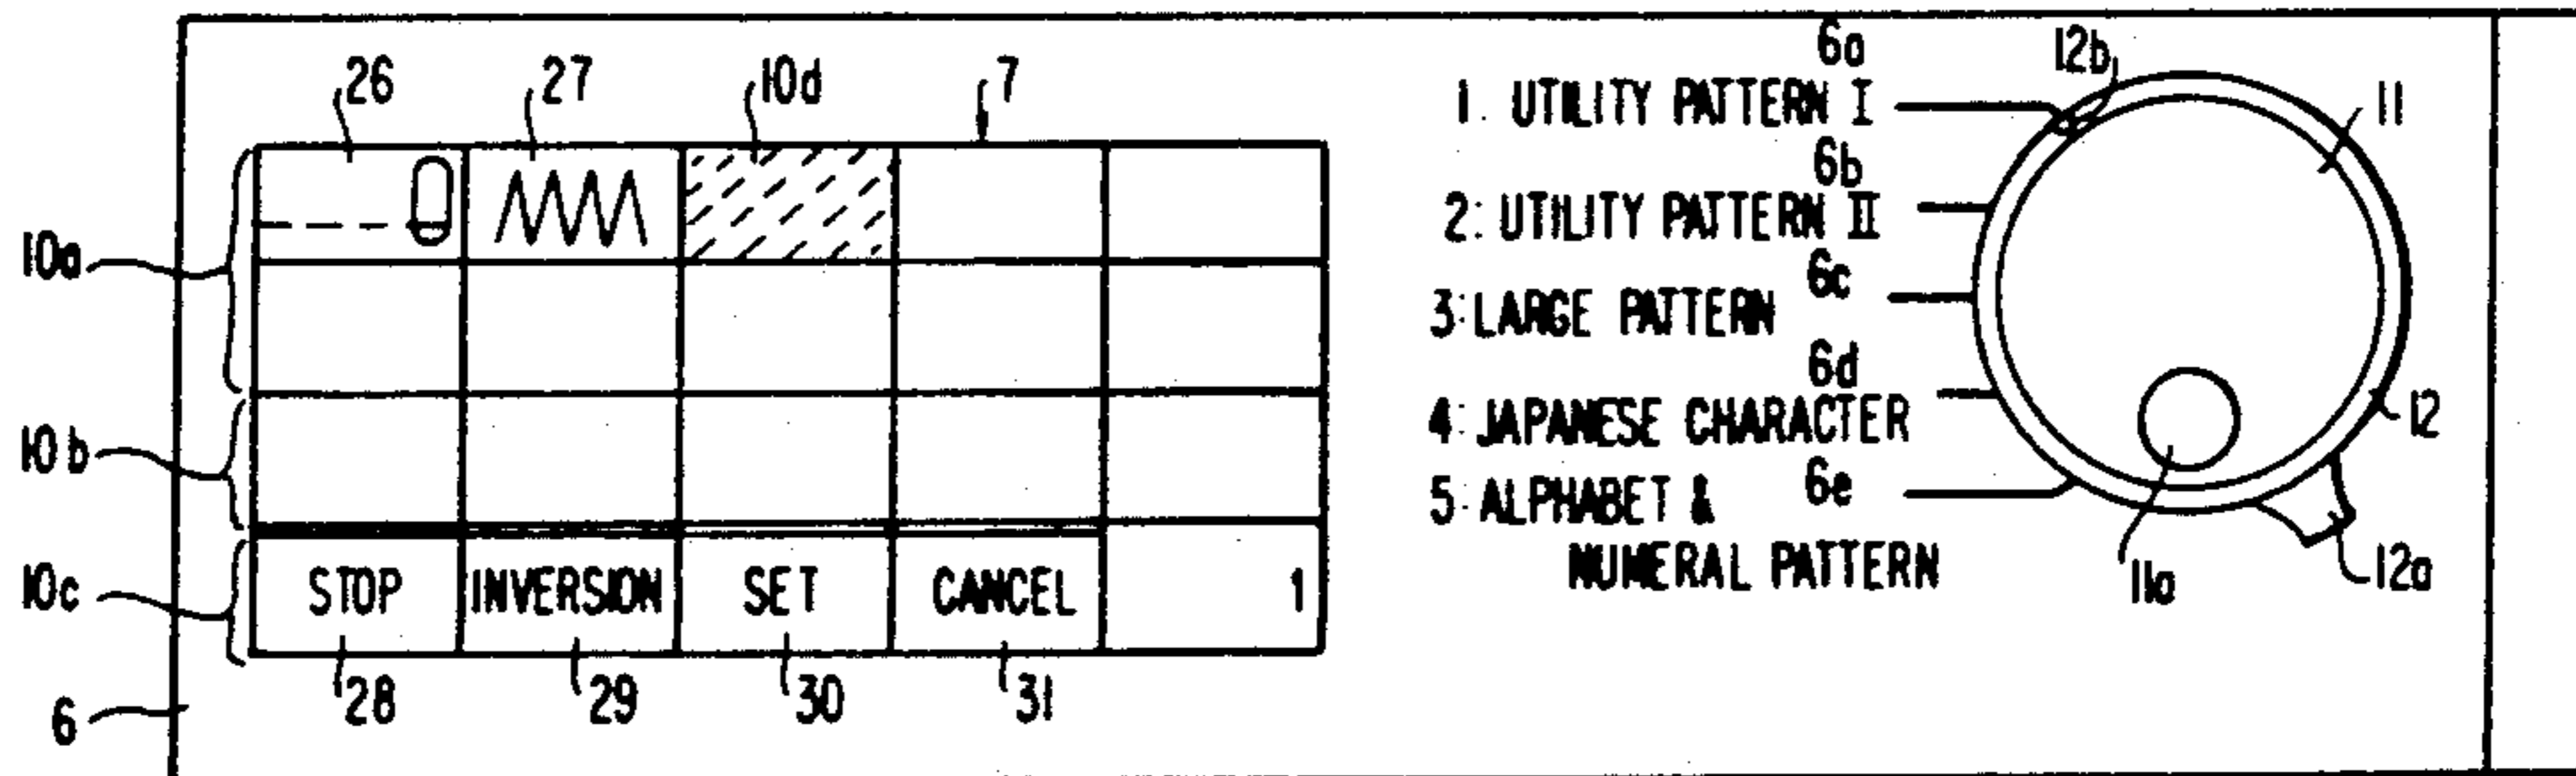 26 27 10d 7
10a
10b
10c STOP INVERSION SET CANCEL 1
28 29 30 31
6
6a
12b
1. UTILITY PATTERN I
11
6b
2: UTILITY PATTERN II
6c
3: LARGE PATTERN
6d
4: JAPANESE CHARACTER
12
6e
5: ALPHABET &
NUMERAL PATTERN
11a
12a